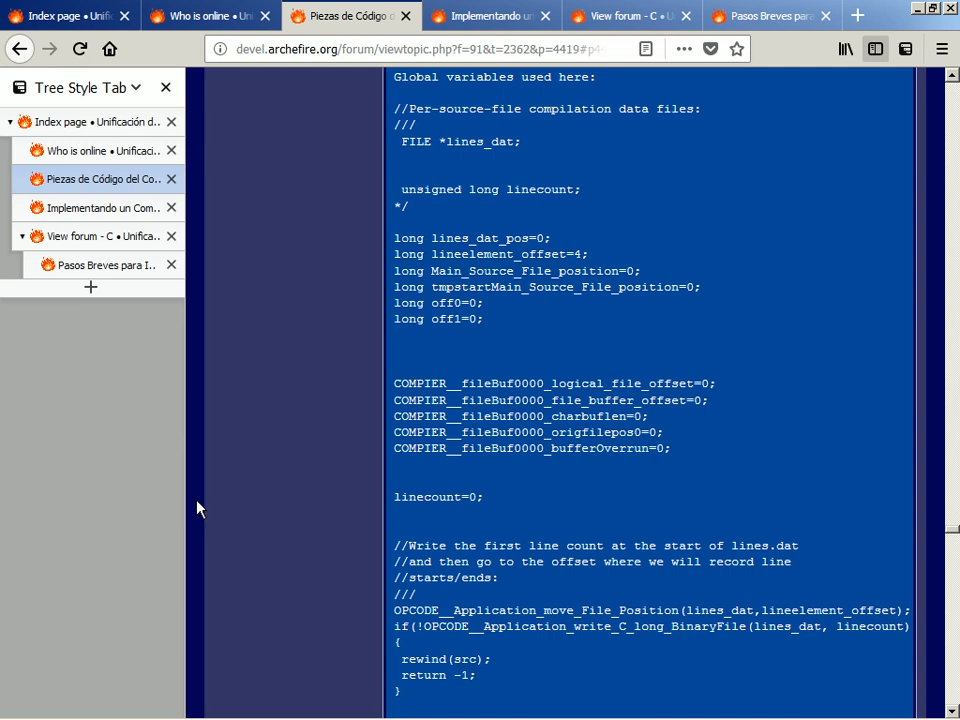 Index page • Unifi
Who is online • Uni
Piezas de Código d
Implementando u
View forum - C • U
Pasos Breves para
devel.archefire.org/forum/viewtopic.php?f=91&t=2362&p=4419#p4
Tree Style Tab
Index page • Unificación d..
Who is online • Unificaci..
Piezas de Código del Co..
Implementando un Com..
View forum - C • Unifica..
Pasos Breves para I..
Global variables used here:
//Per-source-file compilation data files:
///
FILE *lines_dat;
unsigned long linecount;
*/
long lines_dat_pos=0;
long lineelement_offset=4;
long Main_Source_File_position=0;
long tmpstartMain_Source_File_position=0;
long off0=0;
long off1=0;
COMPIER__fileBuf0000_logical_file_offset=0;
COMPIER__fileBuf0000_file_buffer_offset=0;
COMPIER__fileBuf0000_charbuflen=0;
COMPIER__fileBuf0000_origfilepos0=0;
COMPIER__fileBuf0000_bufferOverrun=0;
linecount=0;
//Write the first line count at the start of lines.dat
//and then go to the offset where we will record line
//starts/ends:
///
OPCODE__Application_move_File_Position(lines_dat,lineelement_offset);
if(!OPCODE__Application_write_C_long_BinaryFile(lines_dat, linecount)
{
rewind(src);
return -1;
}